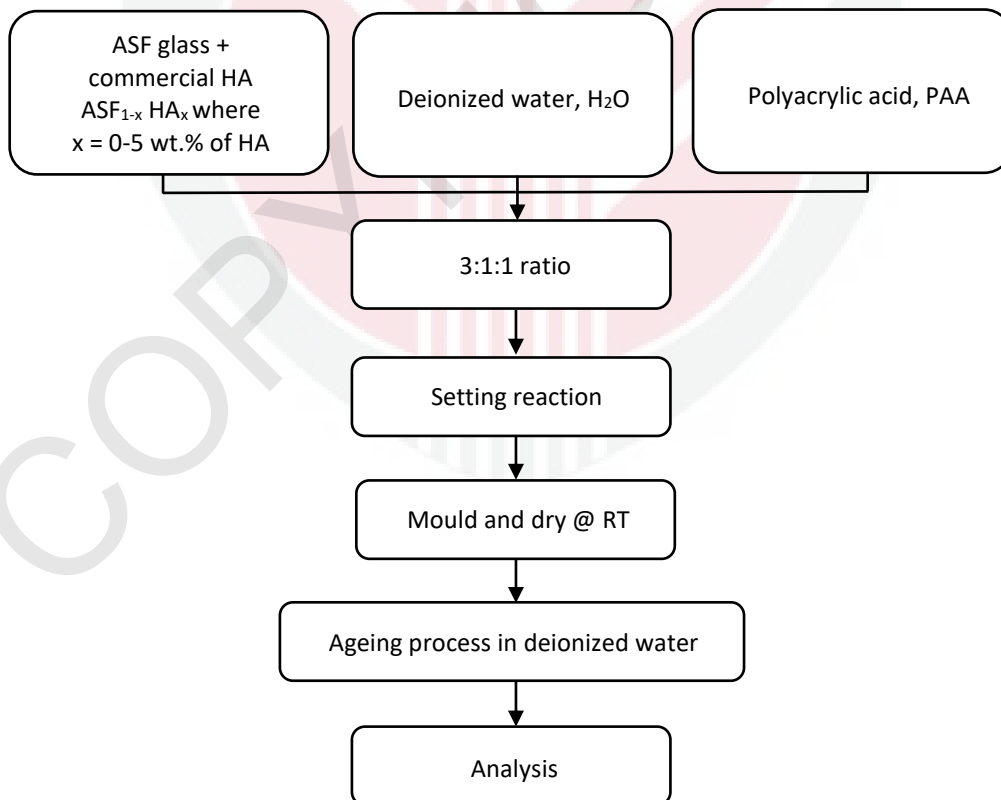 ASF glass +
commercial HA
ASF₁₋ₓ HAₓ where
x = 0-5 wt.% of HA
Deionized water, H₂O
Polyacrylic acid, PAA
3:1:1 ratio
Setting reaction
Mould and dry @ RT
Ageing process in deionized water
Analysis
COPY